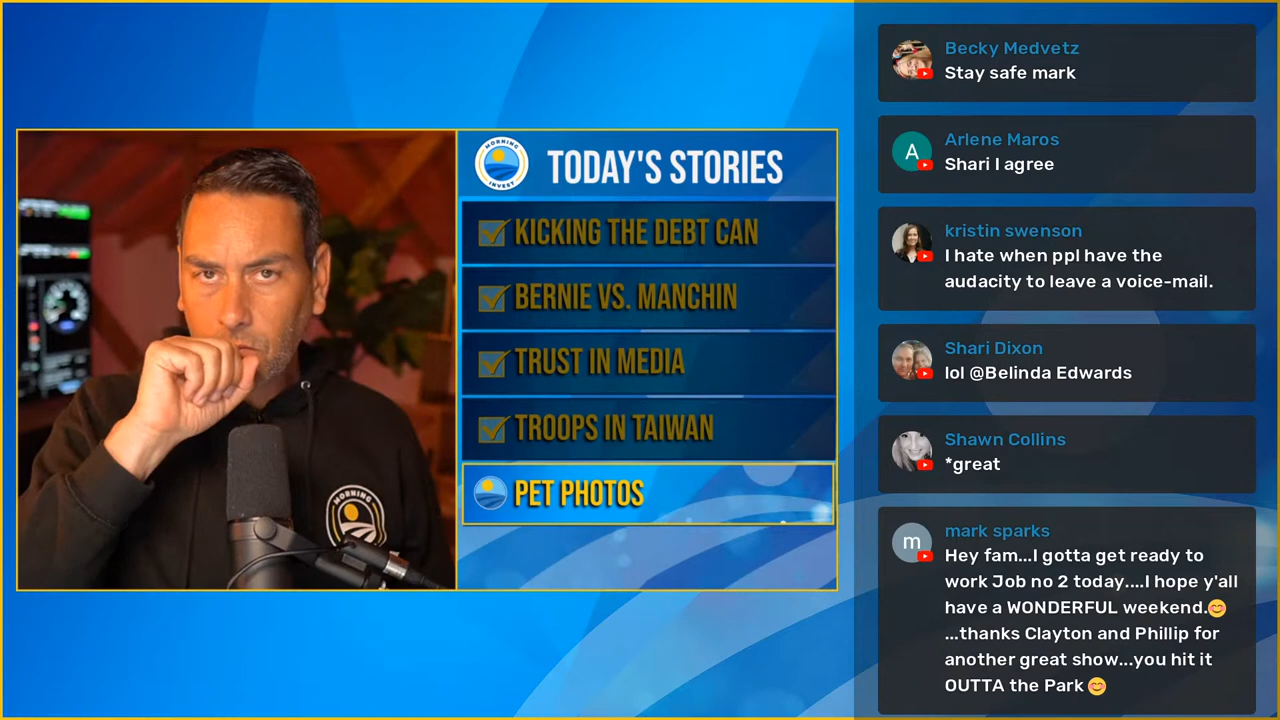 MORNING
INVEST
TODAY'S STORIES
KICKING THE DEBT CAN
BERNIE VS. MANCHIN
TRUST IN MEDIA
TROOPS IN TAIWAN
PET PHOTOS
MORNING
Becky Medvetz
Stay safe mark
A
Arlene Maros
Shari I agree
kristin swenson
I hate when ppl have the
audacity to leave a voice-mail.
Shari Dixon
lol @Belinda Edwards
Shawn Collins
*great
m
mark sparks
Hey fam...I gotta get ready to
work Job no 2 today....I hope y'all
have a WONDERFUL weekend.😊
...thanks Clayton and Phillip for
another great show...you hit it
OUTTA the Park 😊